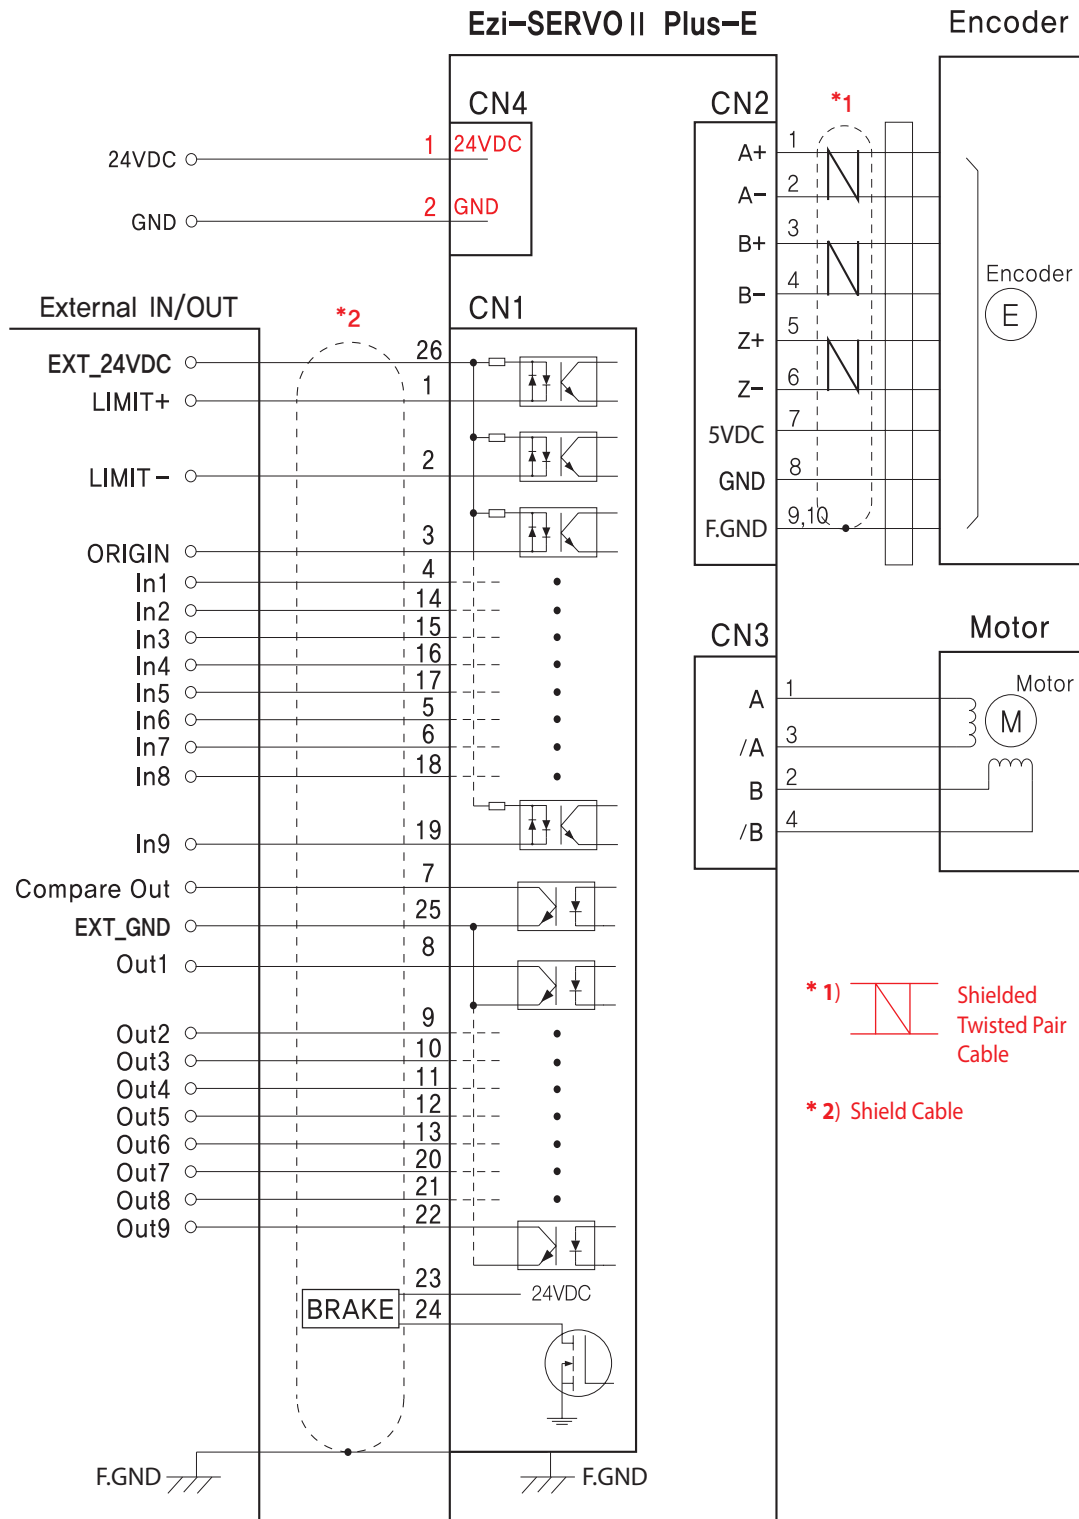 Ezi-SERVOII Plus-E
Encoder
CN4
24VDC
1 24VDC
GND
2 GND
CN2
*1
A+ 1
A- 2
B+ 3
B- 4
Z+ 5
Z- 6
5VDC 7
GND 8
F.GND 9,10
Encoder
E
External IN/OUT
*2
CN1
EXT_24VDC 26
LIMIT+ 1
LIMIT- 2
ORIGIN 3
In1 4
In2 14
In3 15
In4 16
In5 17
In6 5
In7 6
In8 18
In9 19
Compare Out 7
EXT_GND 25
Out1 8
Out2 9
Out3 10
Out4 11
Out5 12
Out6 13
Out7 20
Out8 21
Out9 22
BRAKE
23 24VDC
24
F.GND
F.GND
CN3
Motor
A 1
/A 3
B 2
/B 4
Motor
M
* 1) Shielded
Twisted Pair
Cable
* 2) Shield Cable